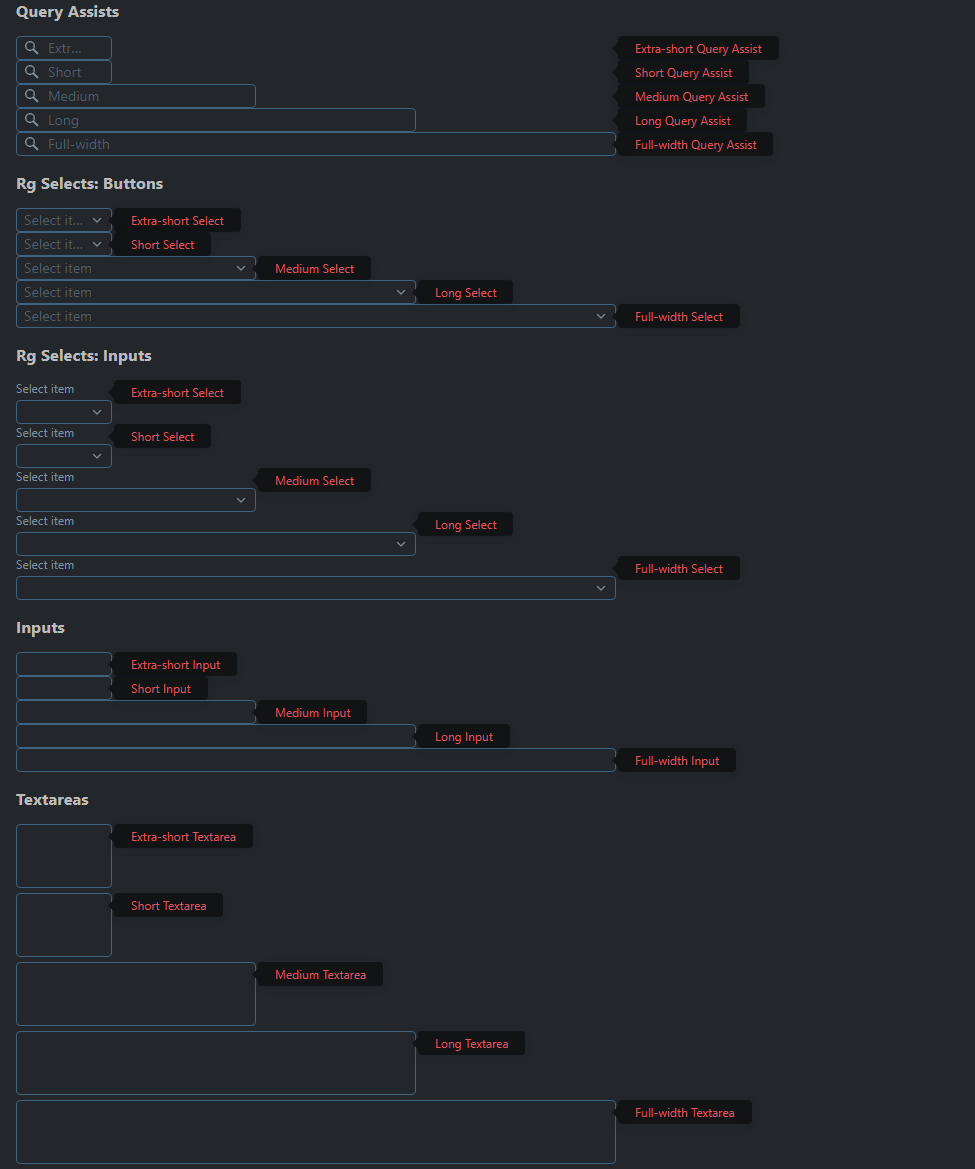 Query Assists
Extr... Extra-short Query Assist
Short Short Query Assist
Medium Medium Query Assist
Long Long Query Assist
Full-width Full-width Query Assist
Rg Selects: Buttons
Select it... Extra-short Select
Select it... Short Select
Select item Medium Select
Select item Long Select
Select item Full-width Select
Rg Selects: Inputs
Select item Extra-short Select
Select item Short Select
Select item Medium Select
Select item Long Select
Select item Full-width Select
Inputs
Extra-short Input
Short Input
Medium Input
Long Input
Full-width Input
Textareas
Extra-short Textarea
Short Textarea
Medium Textarea
Long Textarea
Full-width Textarea